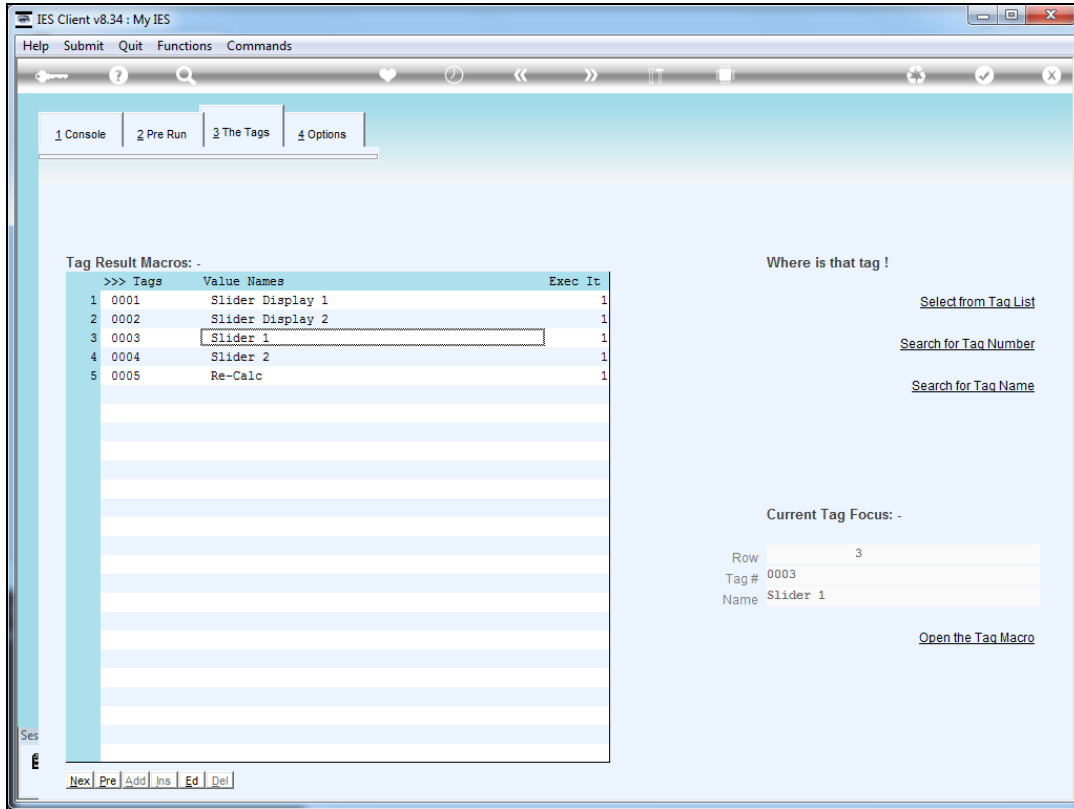 IES Client v8.34 : My IES
Help Submit Quit Functions Commands
1 Console 2 Pre Run 3 The Tags 4 Options
Tag Result Macros: -
>>> Tags Value Names Exec It
1 0001 Slider Display 1 1
2 0002 Slider Display 2 1
3 0003 Slider 1 1
4 0004 Slider 2 1
5 0005 Re-Calc 1
Where is that tag !
Select from Tag List
Search for Tag Number
Search for Tag Name
Current Tag Focus: -
Row 3
Tag # 0003
Name Slider 1
Open the Tag Macro
Ses
Nex Pre Add Ins Ed Del